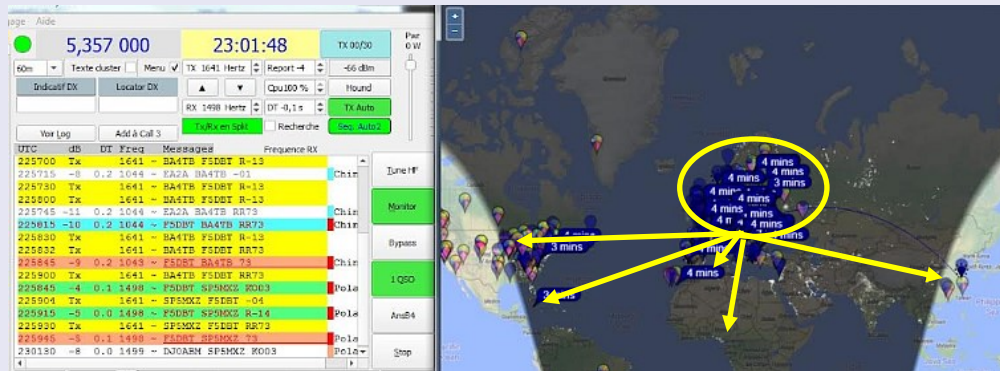 Aide
5,357 000
23:01:48
TX 00/30
Pwr
0 W
60m
Texte cluster
Menu
TX 1641 Hertz
Report -4
-66 dBm
Indicatif DX
Locator DX
▲
▼
Cpu100 %
Hound
RX 1498 Hertz
DT -0,1 s
TX Auto
Voir Log
Add à Call 3
Tx/Rx en Split
Recherche
Seq. Auto2
UTC dB DT Freq Messages
Frequence RX
225700 Tx 1641 ~ BA4TB F5DBT R-13
225715 -8 0.2 1044 ~ EA2A BA4TB -01
Chin
225730 Tx 1641 ~ BA4TB F5DBT R-13
225800 Tx 1641 ~ BA4TB F5DBT R-13
225745 -11 0.2 1044 ~ EA2A BA4TB RR73
Chin
225815 -10 0.2 1044 ~ F5DBT BA4TB RR73
Chin
225830 Tx 1641 ~ BA4TB F5DBT R-13
225832 Tx 1641 ~ BA4TB F5DBT RR73
225845 -9 0.2 1043 ~ F5DBT BA4TB 73
Chin
225900 Tx 1641 ~ BA4TB F5DBT RR73
225845 -4 0.1 1498 ~ F5DBT SP5MXZ KO03
Pola
225904 Tx 1641 ~ SP5MXZ F5DBT -04
225915 -5 0.0 1498 ~ F5DBT SP5MXZ R-14
Pola
225930 Tx 1641 ~ SP5MXZ F5DBT RR73
225945 -5 0.1 1498 ~ F5DBT SP5MXZ 73
Pola
230130 -8 0.0 1499 ~ DJ0ABM SP5MXZ KO03
Pola
Tune HF
Monitor
Bypass
1 QSO
AnsB4
Stop
+
-
4 mins
4 mins
4 mins
3 mins
4 mins
4 mins
4 mins
3 mins
4 mins